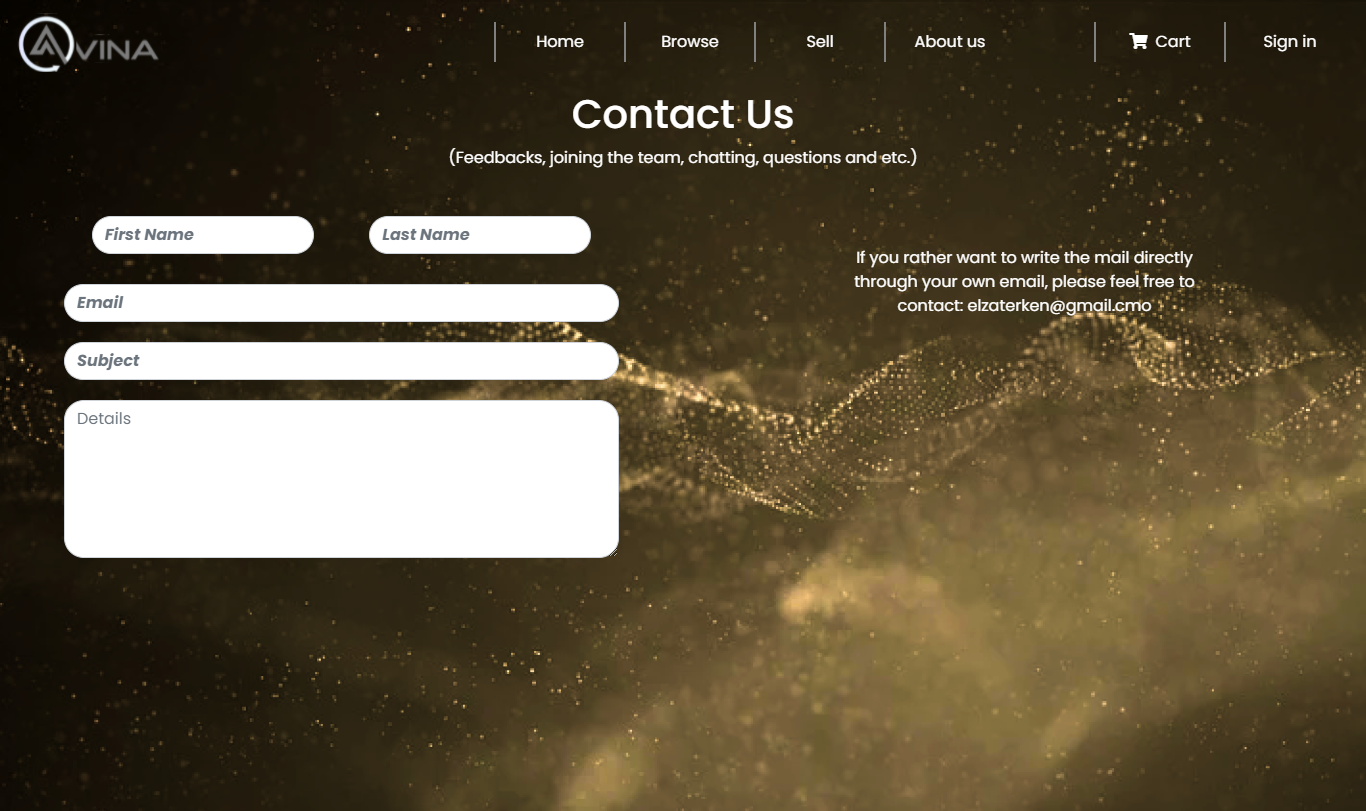 AVINA
Home
Browse
Sell
About us
Cart
Sign in
Contact Us
(Feedbacks, joining the team, chatting, questions and etc.)
First Name
Last Name
If you rather want to write the mail directly
through your own email, please feel free to
contact: elzaterken@gmail.cmo
Email
Subject
Details